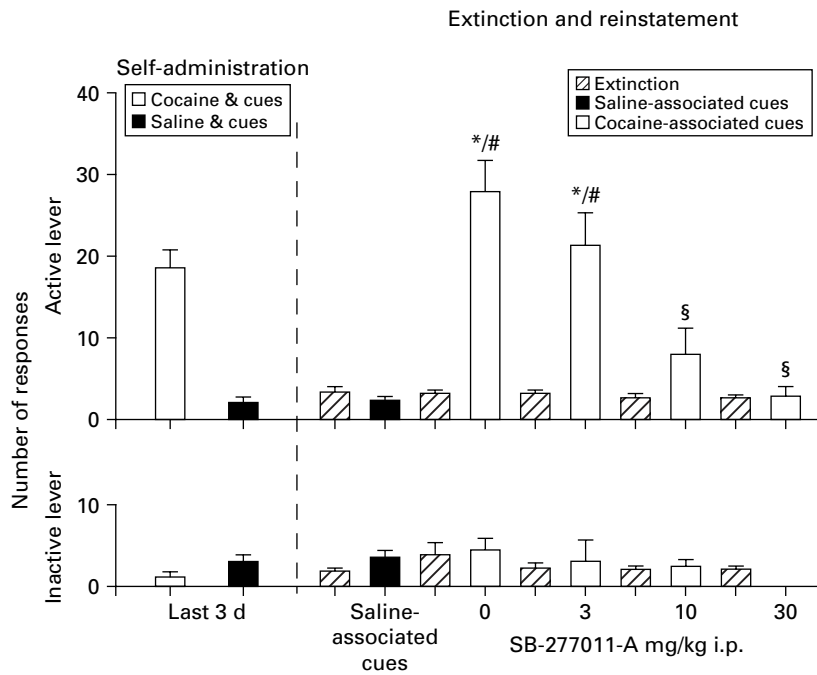 Extinction and reinstatement
Self-administration
Cocaine & cues
Saline & cues
Extinction
Saline-associated cues
Cocaine-associated cues
Number of responses
Active lever
40
30
20
10
0
*/#
*/#
§
§
Inactive lever
10
0
Last 3 d
Saline-
associated
cues
0
3
10
30
SB-277011-A mg/kg i.p.